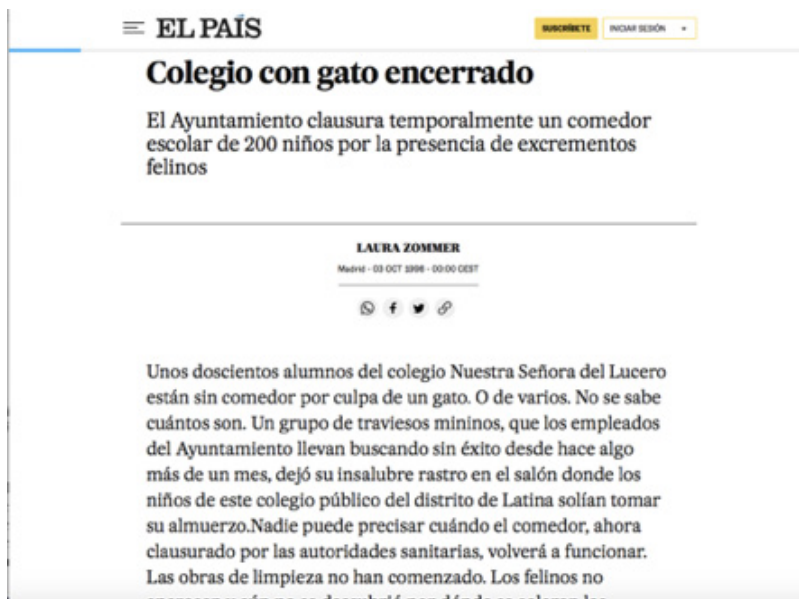 EL PAÍS
SUSCRÍBETE
INICIAR SESIÓN
Colegio con gato encerrado
El Ayuntamiento clausura temporalmente un comedor
escolar de 200 niños por la presencia de excrementos
felinos
LAURA ZOMMER
Madrid - 03 OCT 1998 - 00:00 CEST
Unos doscientos alumnos del colegio Nuestra Señora del Lucero
están sin comedor por culpa de un gato. O de varios. No se sabe
cuántos son. Un grupo de traviesos mininos, que los empleados
del Ayuntamiento llevan buscando sin éxito desde hace algo
más de un mes, dejó su insalubre rastro en el salón donde los
niños de este colegio público del distrito de Latina solían tomar
su almuerzo.Nadie puede precisar cuándo el comedor, ahora
clausurado por las autoridades sanitarias, volverá a funcionar.
Las obras de limpieza no han comenzado. Los felinos no